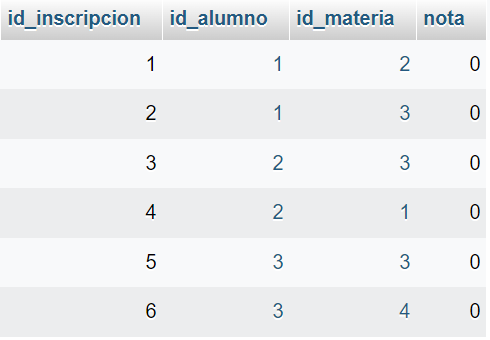 id_inscripcion id_alumno id_materia nota
1 1 2 0
2 1 3 0
3 2 3 0
4 2 1 0
5 3 3 0
6 3 4 0